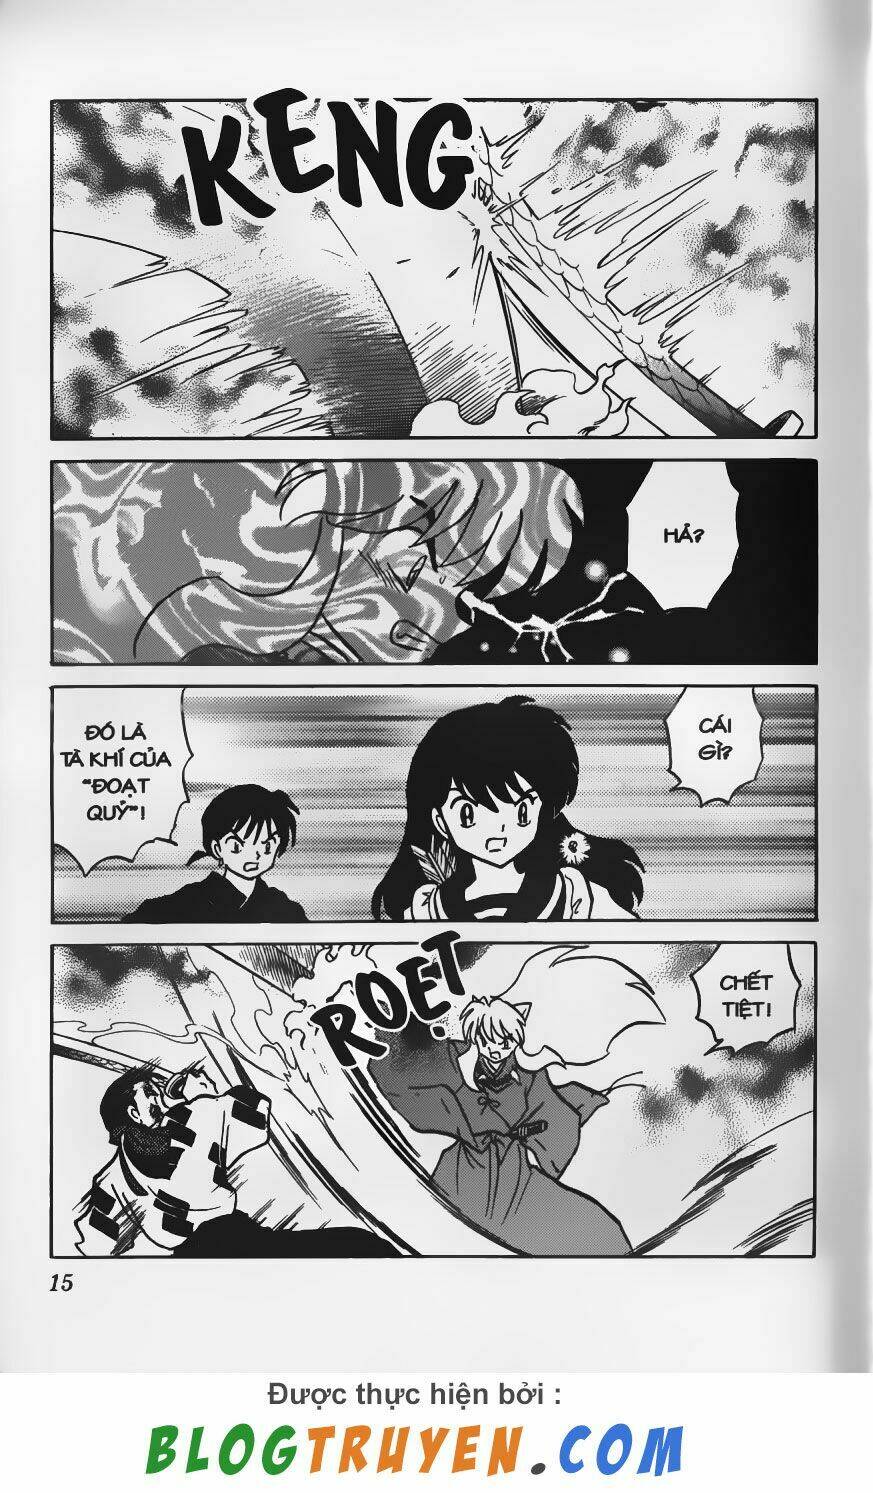 KENG
HẢ?
CÁI
GÌ?
ĐÓ LÀ
TÀ KHÍ CỦA
"ĐOẠT
QUỶ"!
ROẸT
CHẾT
TIỆT!
15
Được thực hiện bởi :
BLOGTRUYEN.COM